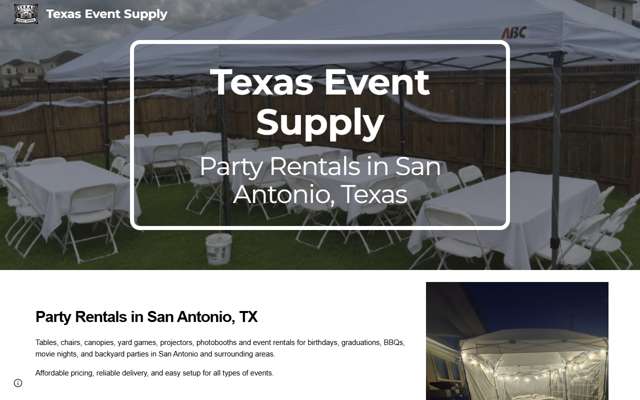 Texas Event Supply
ABC
Texas Event
Supply
Party Rentals in San
Antonio, Texas
Party Rentals in San Antonio, TX
Tables, chairs, canopies, yard games, projectors, photobooths and event rentals for birthdays, graduations, BBQs,
movie nights, and backyard parties in San Antonio and surrounding areas.
Affordable pricing, reliable delivery, and easy setup for all types of events.